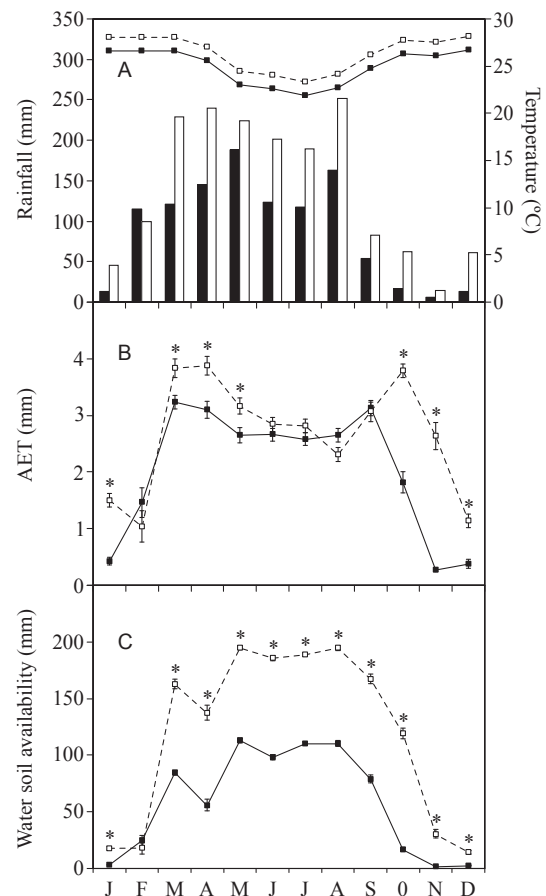 350 30
A
300 25
250 20
200
15
150
10
100
50 5
0 0
Rainfall (mm)
Temperature (ºC)
B
4
3
2
1
0
AET (mm)
* * * * * * *
C
200
150
100
50
0
Water soil availability (mm)
* * * * * * * * * * *
J F M A M J J A S 0 N D